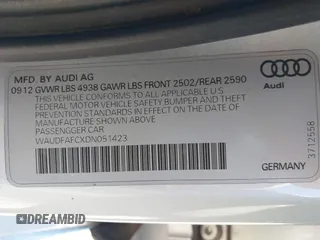 MFD. BY AUDI AG
0912 GVWR LBS 4938 GAWR LBS FRONT 2502/REAR 2590
THIS VEHICLE CONFORMS TO ALL APPLICABLE U S
FEDERAL MOTOR VEHICLE SAFETY BUMPER AND THEFT
PREVENTION STANDARDS IN EFFECT ON THE DATE OF
MANUFACTURE SHOWN ABOVE
PASSENGER CAR
WAUDFAFCXDN051423
Audi
GERMANY
3712558
DREAMBID